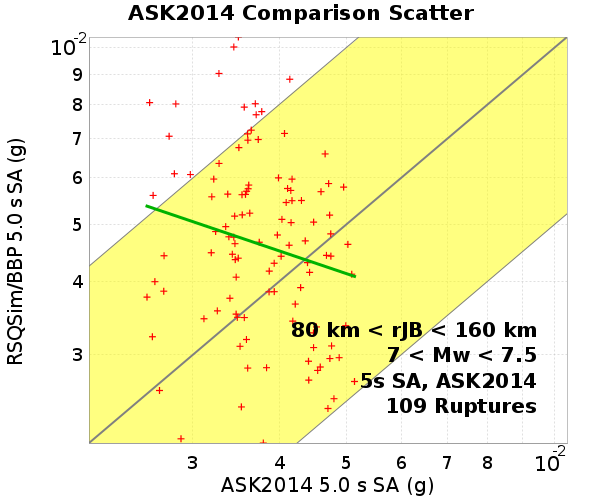 ASK2014 Comparison Scatter
RSQSim/BBP 5.0 s SA (g)
10-2
9
8
7
6
5
4
3
80 km < rJB < 160 km
7 < Mw < 7.5
5s SA, ASK2014
109 Ruptures
3 4 5 6 7 8 10-2
ASK2014 5.0 s SA (g)